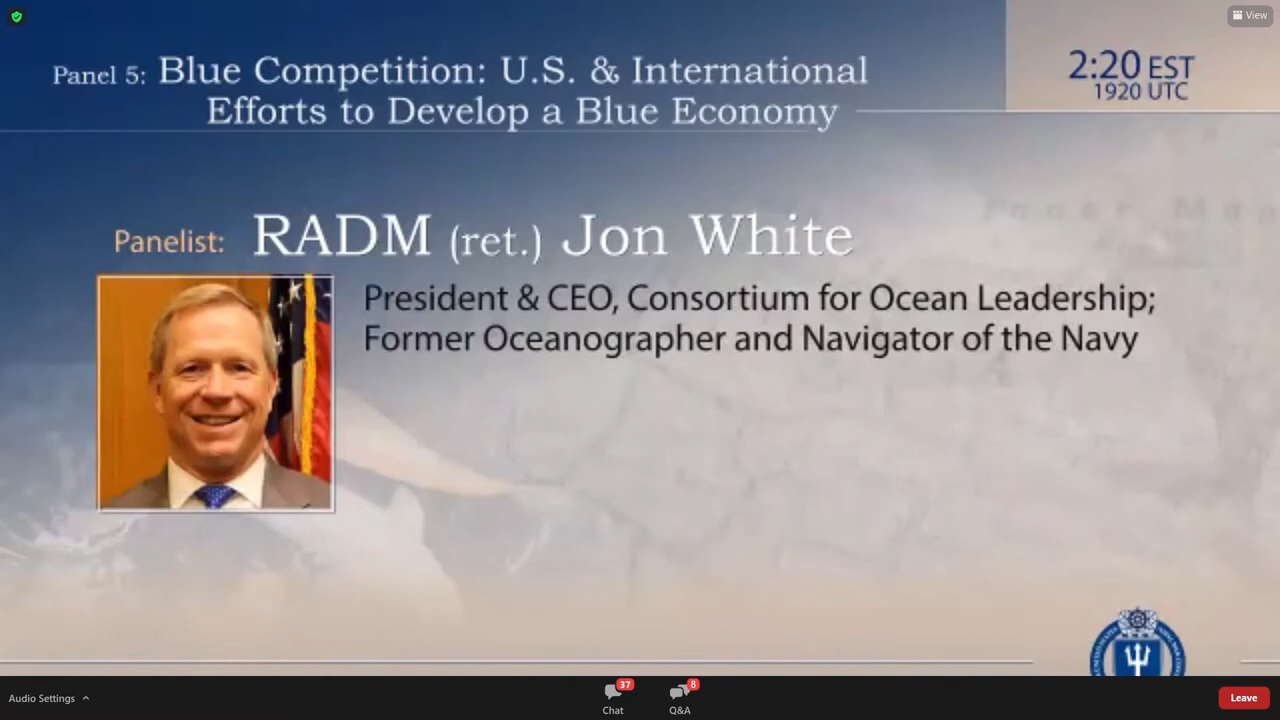 View
Panel 5: Blue Competition: U.S. & International
Efforts to Develop a Blue Economy
2:20 EST
1920 UTC
Panelist: RADM (ret.) Jon White
President & CEO, Consortium for Ocean Leadership;
Former Oceanographer and Navigator of the Navy
Audio Settings
37
Chat
8
Q&A
Leave